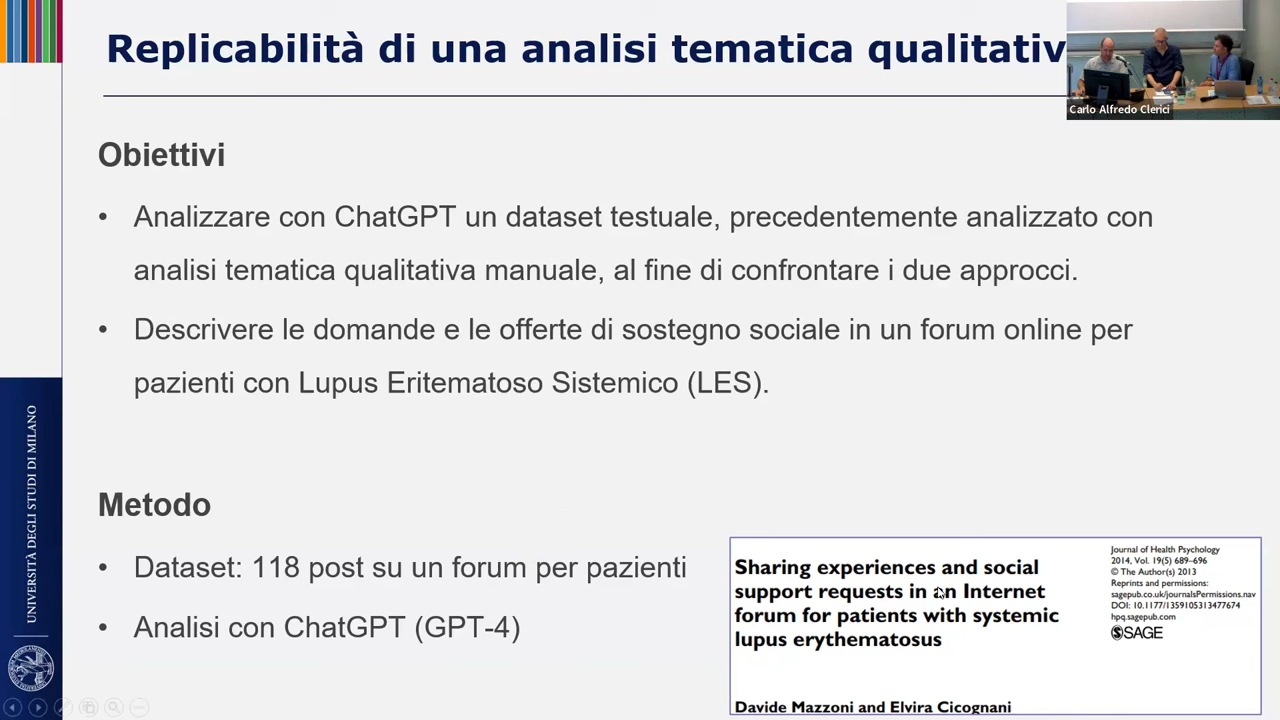 Replicabilità di una analisi tematica qualitativ
Carlo Alfredo Clerici
Obiettivi
• Analizzare con ChatGPT un dataset testuale, precedentemente analizzato con
analisi tematica qualitativa manuale, al fine di confrontare i due approcci.
• Descrivere le domande e le offerte di sostegno sociale in un forum online per
pazienti con Lupus Eritematoso Sistemico (LES).
Metodo
• Dataset: 118 post su un forum per pazienti
• Analisi con ChatGPT (GPT-4)
Sharing experiences and social
support requests in an Internet
forum for patients with systemic
lupus erythematosus
Davide Mazzoni and Elvira Cicognani
Journal of Health Psychology
2014, Vol. 19(5) 689–696
© The Author(s) 2013
Reprints and permissions:
sagepub.co.uk/journalsPermissions.nav
DOI: 10.1177/1359105313477674
hpq.sagepub.com
SAGE
UNIVERSITÀ DEGLI STUDI DI MILANO